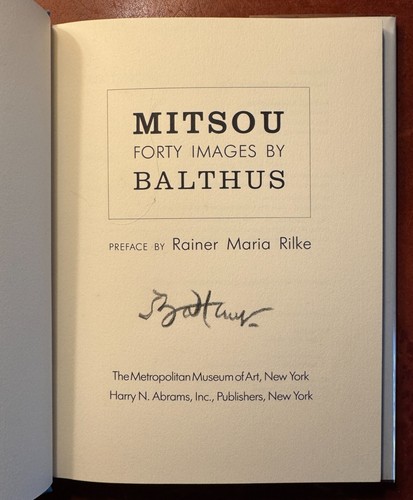 MITSOU
FORTY IMAGES BY
BALTHUS
PREFACE BY Rainer Maria Rilke
Balthus
The Metropolitan Museum of Art, New York
Harry N. Abrams, Inc., Publishers, New York